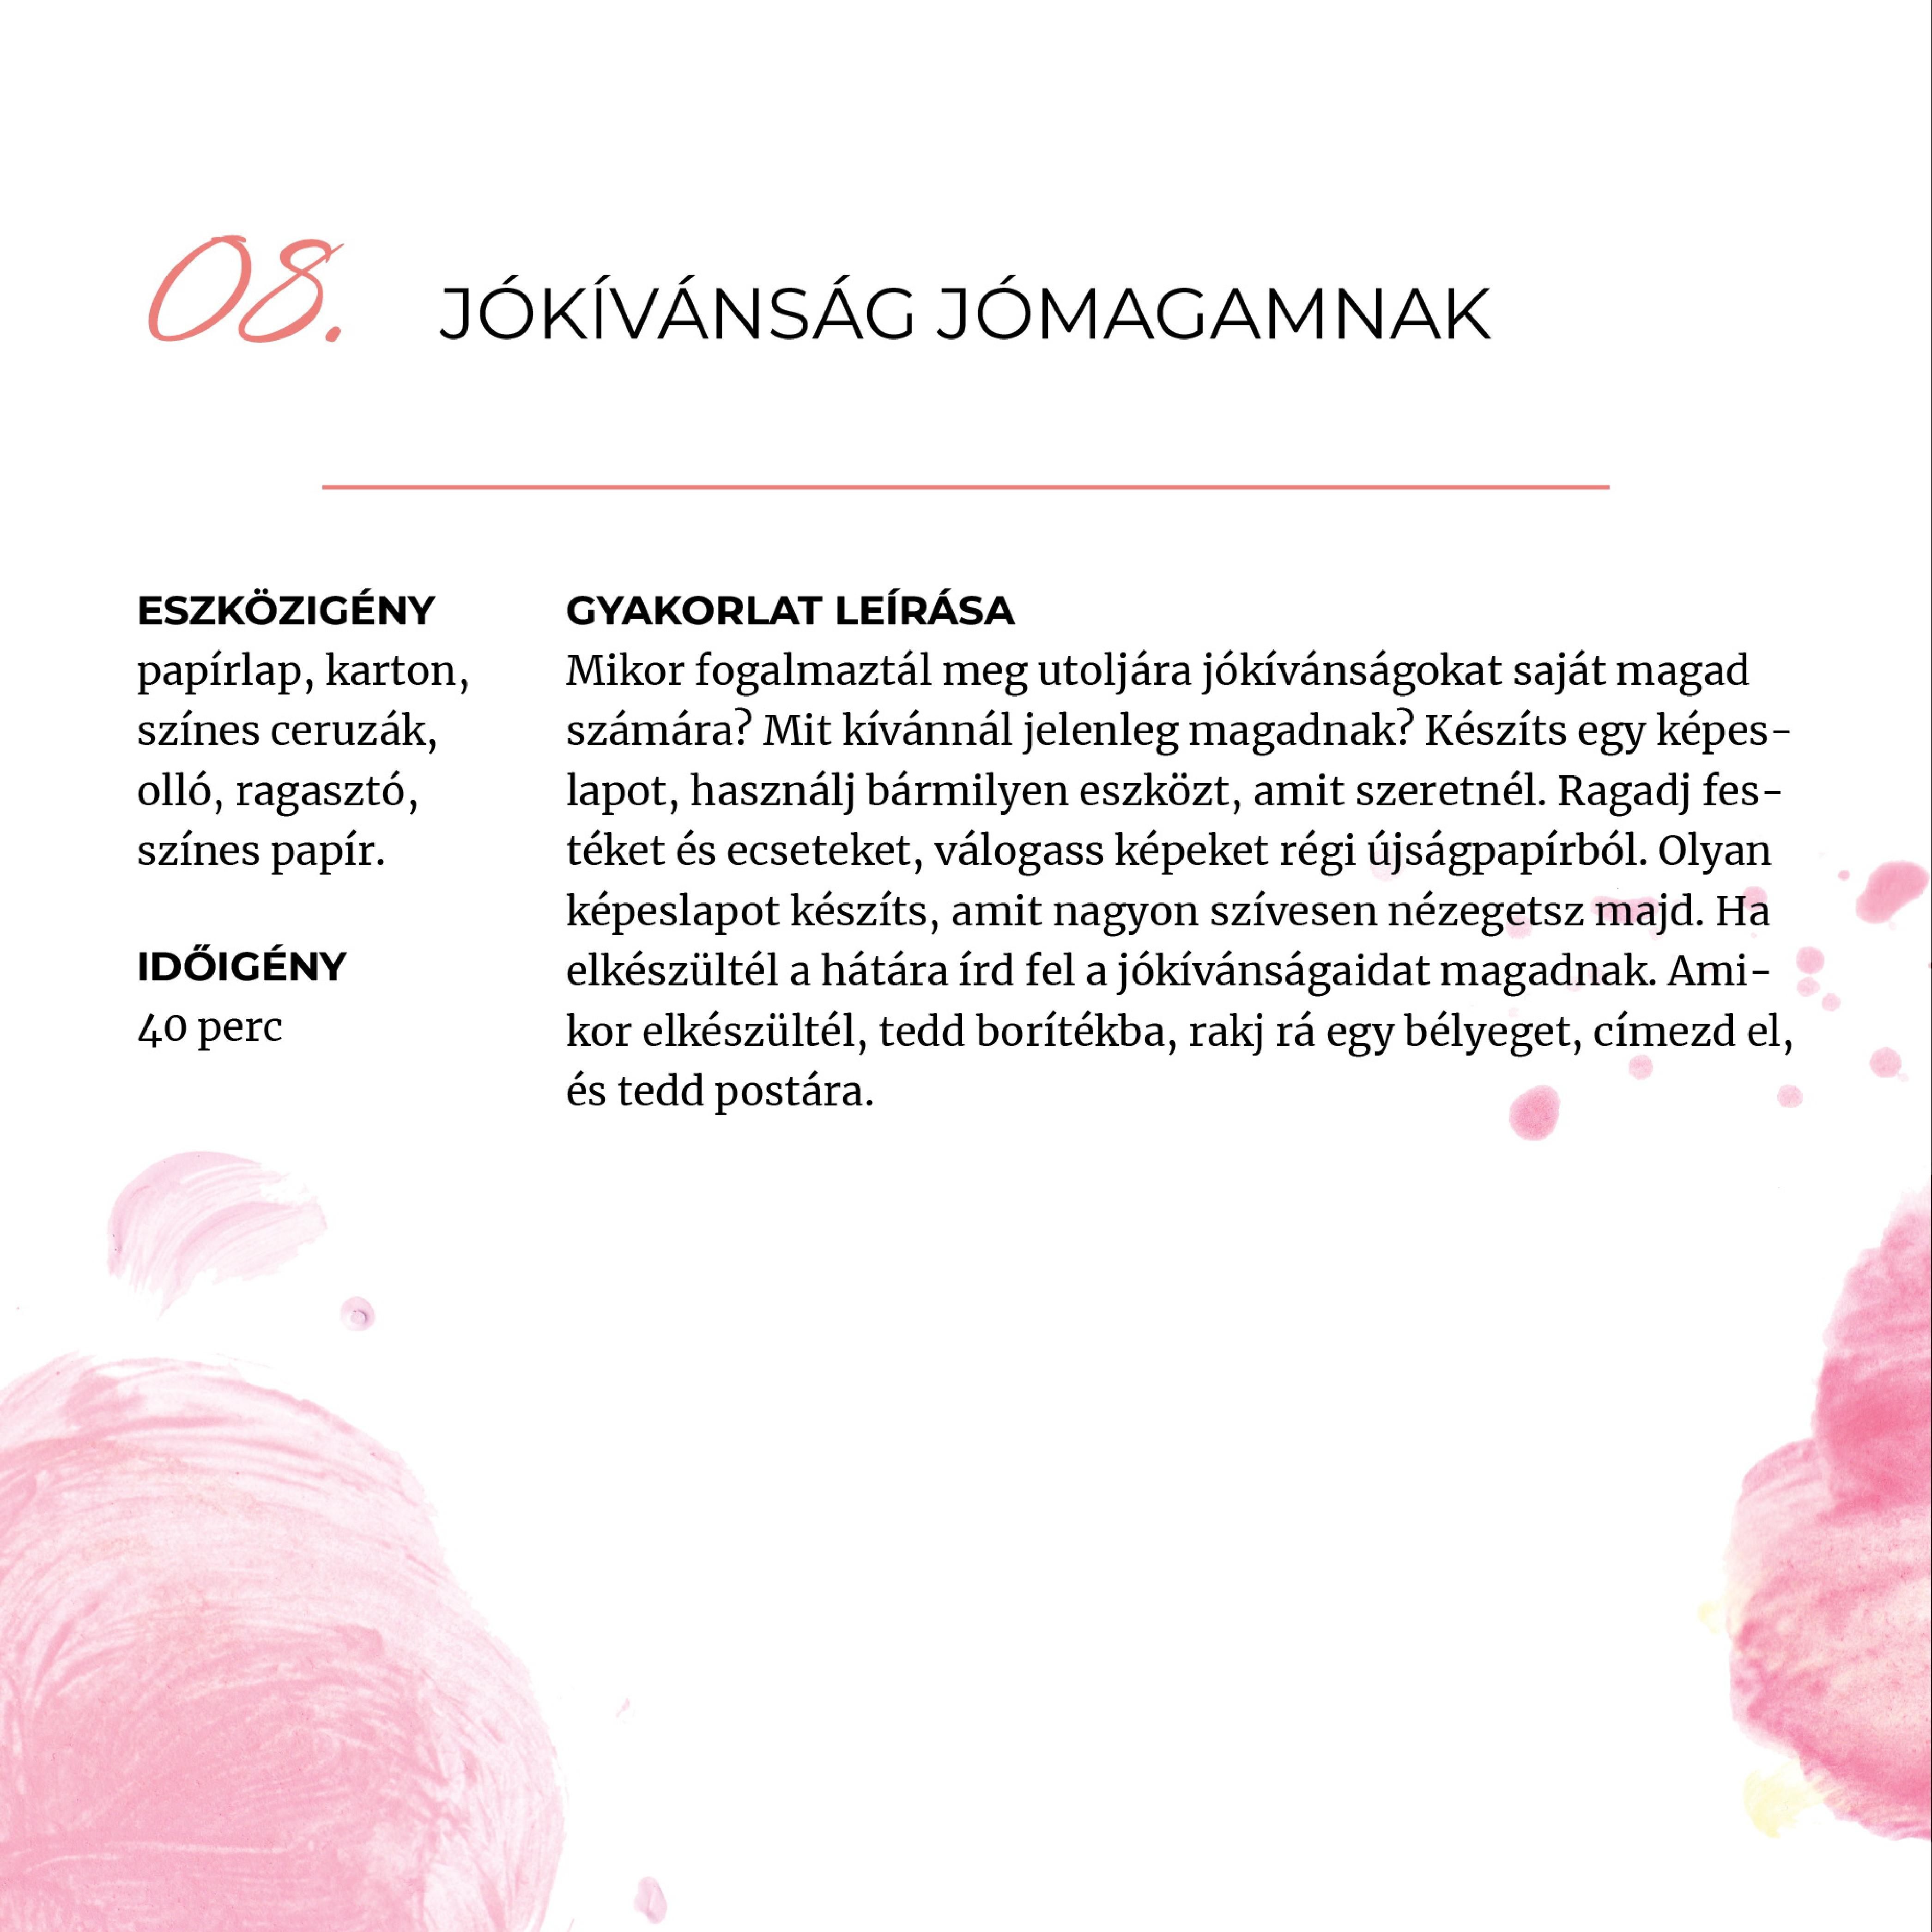 08. JÓKÍVÁNSÁG JÓMAGAMNAK
ESZKÖZIGÉNY
papírlap, karton,
színes ceruzák,
olló, ragasztó,
színes papír.
IDŐIGÉNY
40 perc
GYAKORLAT LEÍRÁSA
Mikor fogalmaztál meg utoljára jókívánságokat saját magad
számára? Mit kívánnál jelenleg magadnak? Készíts egy képes-
lapot, használj bármilyen eszközt, amit szeretnél. Ragadj fes-
téket és ecseteket, válogass képeket régi újságpapírból. Olyan
képeslapot készíts, amit nagyon szívesen nézegetsz majd. Ha
elkészültél a hátára írd fel a jókívánságaidat magadnak. Ami-
kor elkészültél, tedd borítékba, rakj rá egy bélyeget, címezd el,
és tedd postára.